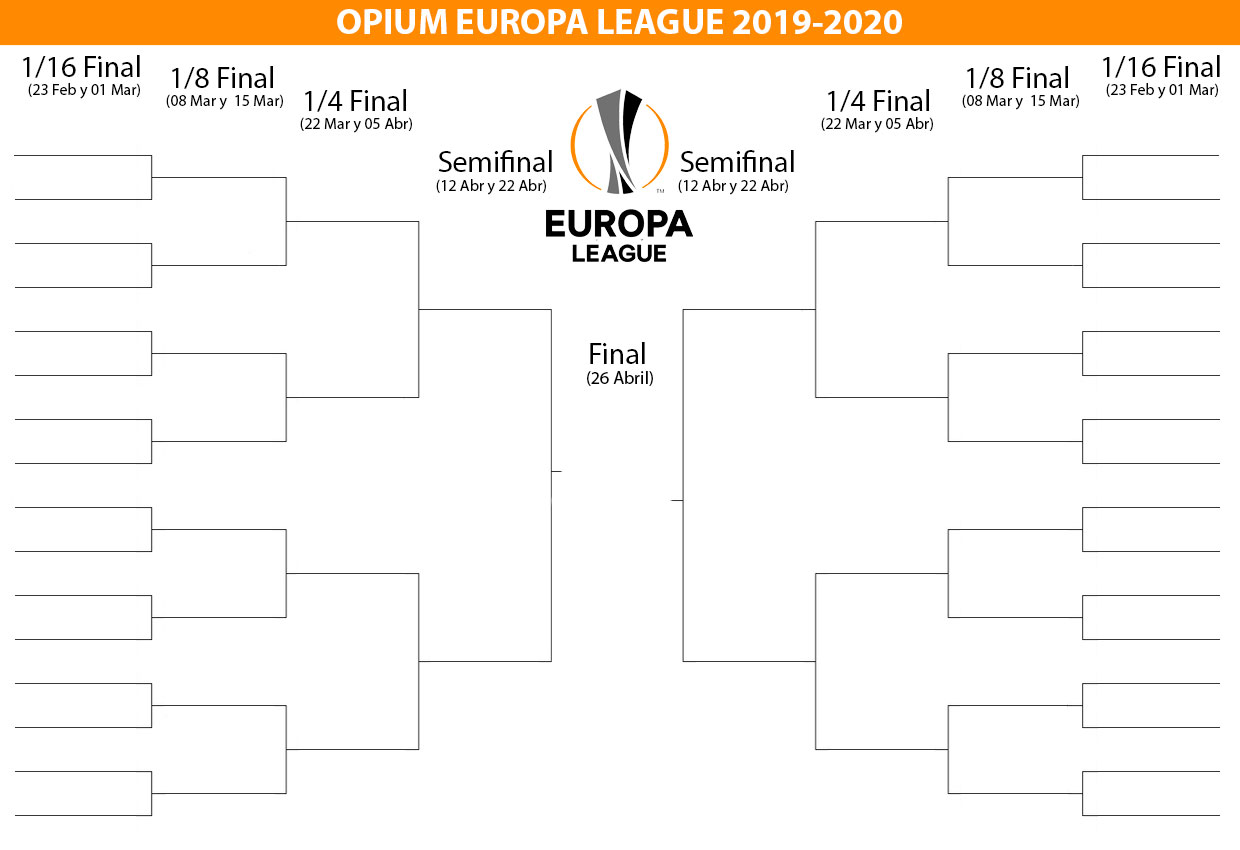 OPIUM EUROPA LEAGUE 2019-2020
1/16 Final
(23 Feb y 01 Mar)
1/8 Final
(08 Mar y 15 Mar)
1/4 Final
(22 Mar y 05 Abr)
Semifinal
(12 Abr y 22 Abr)
TM
EUROPA
LEAGUE
Semifinal
(12 Abr y 22 Abr)
1/4 Final
(22 Mar y 05 Abr)
1/8 Final
(08 Mar y 15 Mar)
1/16 Final
(23 Feb y 01 Mar)
Final
(26 Abril)